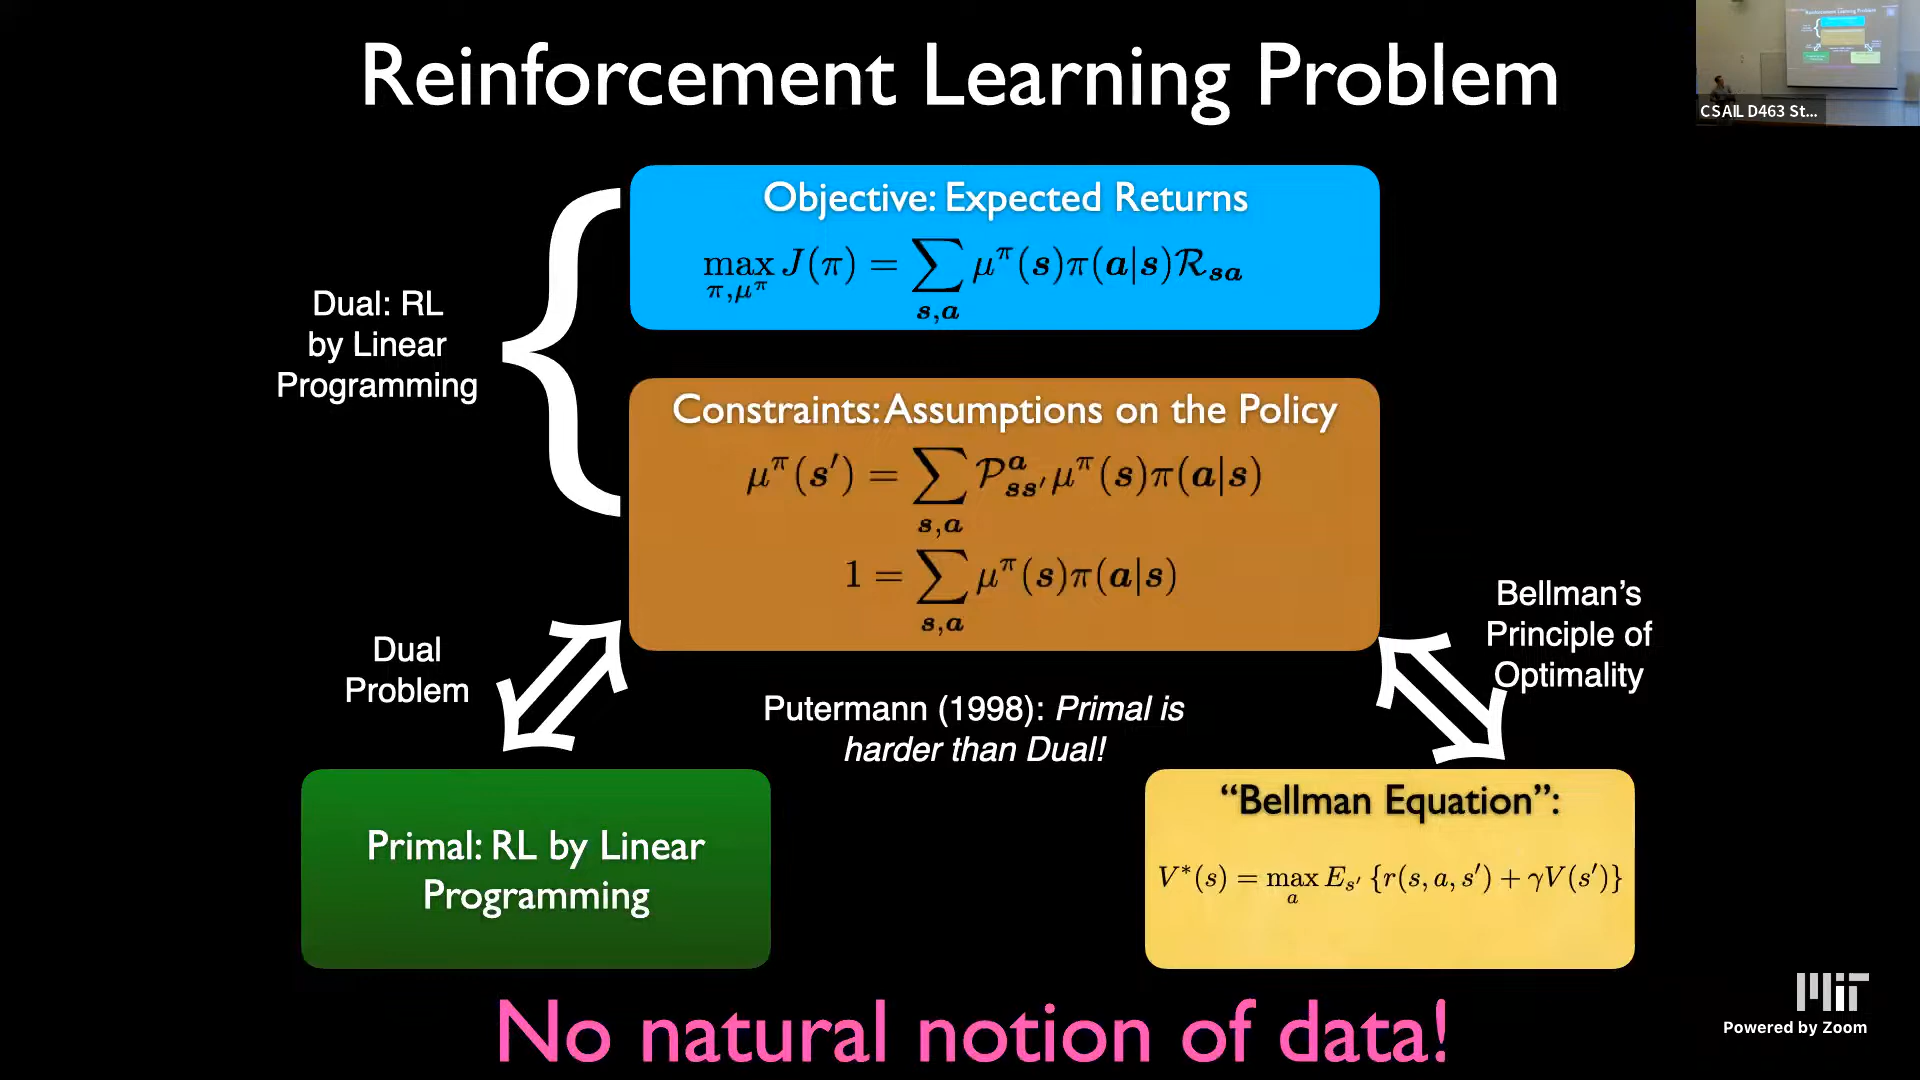 Reinforcement Learning Problem
CSAIL D463 St...
Objective: Expected Returns
max J(π) = ∑ μ^π(s)π(a|s)R_sa
π,μ^π
s,a
Dual: RL
by Linear
Programming
Constraints: Assumptions on the Policy
μ^π(s′) = ∑ P^a_ss′ μ^π(s)π(a|s)
s,a
1 = ∑ μ^π(s)π(a|s)
s,a
Dual
Problem
Bellman's
Principle of
Optimality
Putermann (1998): Primal is
harder than Dual!
Primal: RL by Linear
Programming
“Bellman Equation”:
V*(s) = max E_s′ {r(s, a, s′) + γV(s′)}
a
No natural notion of data!
MIT
Powered by Zoom